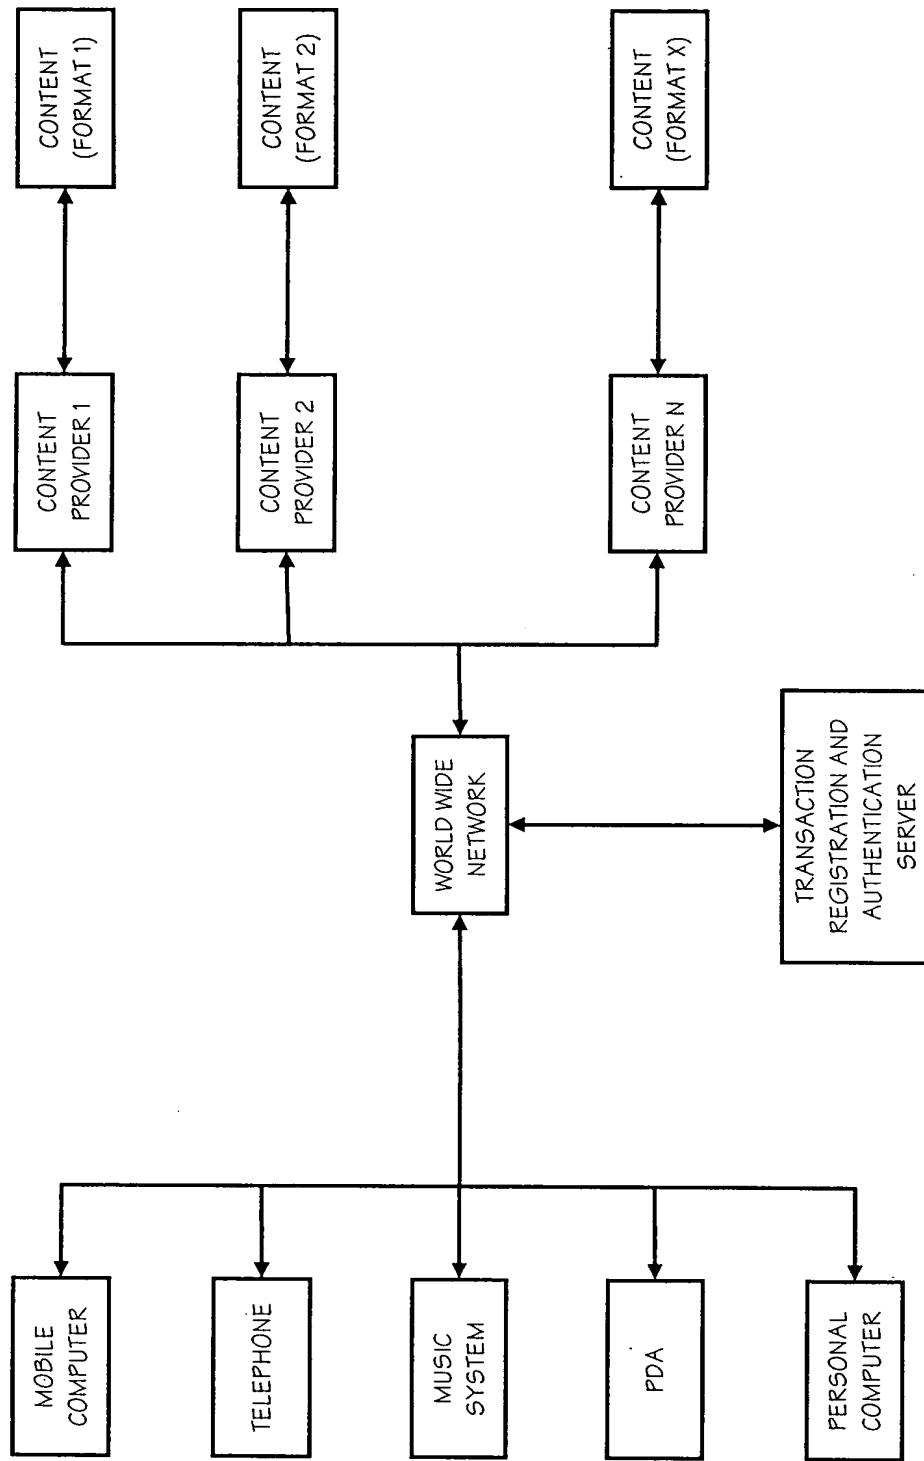 MOBILE
COMPUTER
TELEPHONE
MUSIC
SYSTEM
PDA
PERSONAL
COMPUTER
WORLD WIDE
NETWORK
TRANSACTION
REGISTRATION AND
AUTHENTICATION
SERVER
CONTENT
PROVIDER 1
CONTENT
PROVIDER 2
CONTENT
PROVIDER N
CONTENT
(FORMAT 1)
CONTENT
(FORMAT 2)
CONTENT
(FORMAT X)